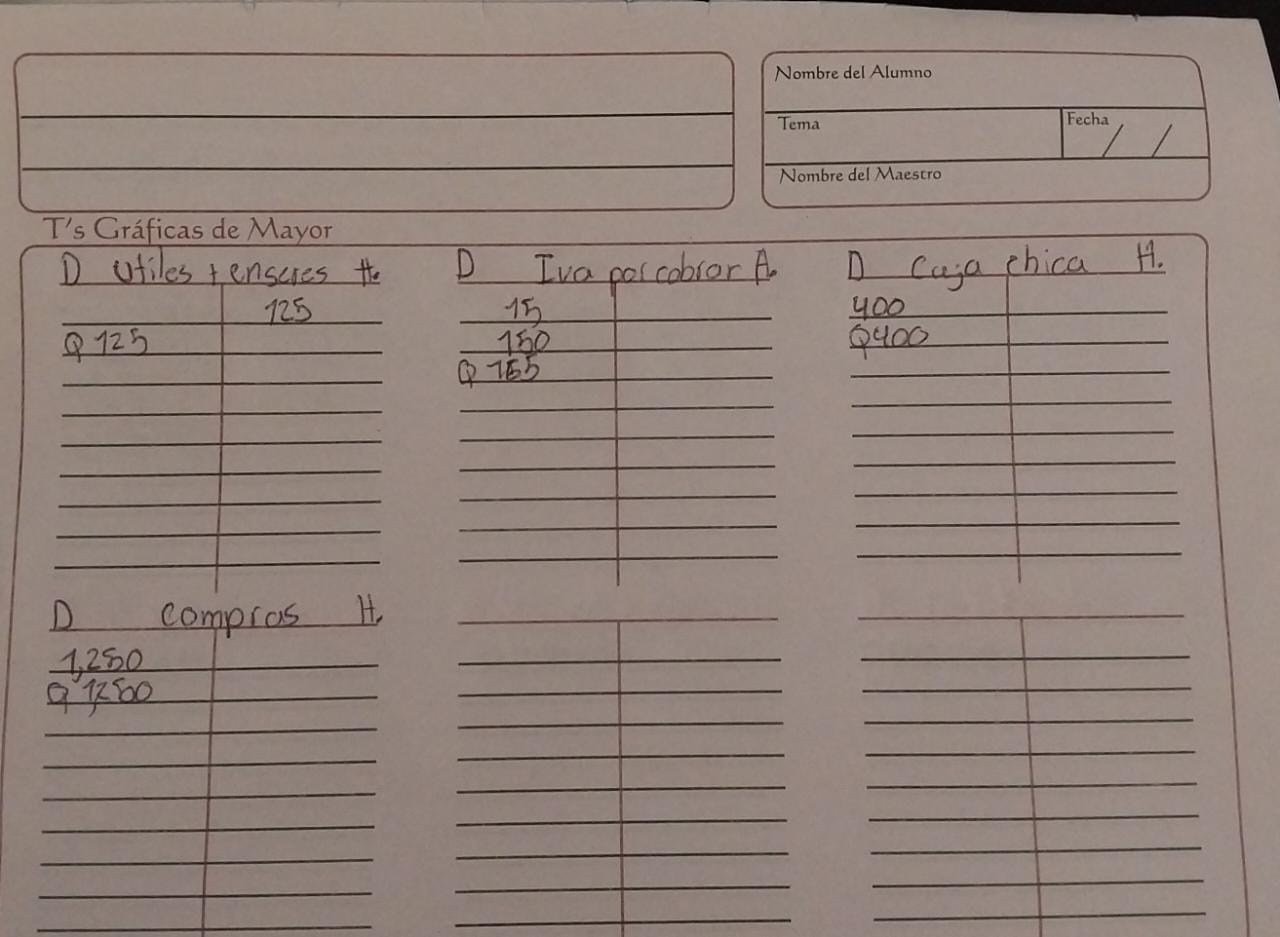 Nombre del Alumno
Tema
Fecha / /
Nombre del Maestro
T's Gráficas de Mayor
D Utiles y enseres H.
125
Q 125
D Iva por cobrar H.
15
150
Q 165
D Caja chica H.
400
Q400
D compras H.
1,250
Q 1,250